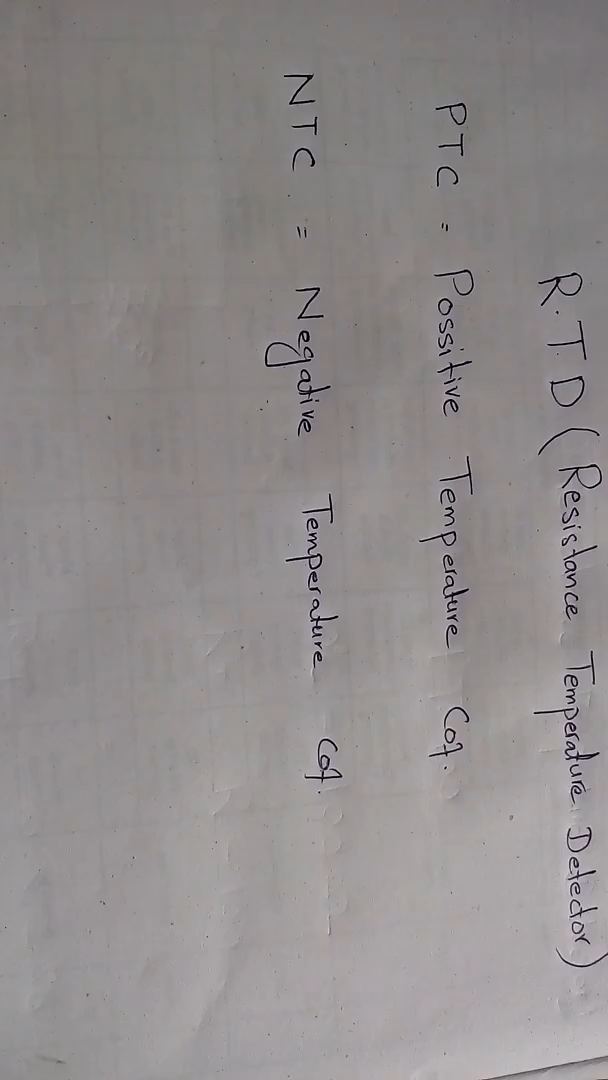 R.T.D (Resistance Temperature Detector)
PTC = Possitive Temperature Cof.
NTC = Negative Temperature Cof.